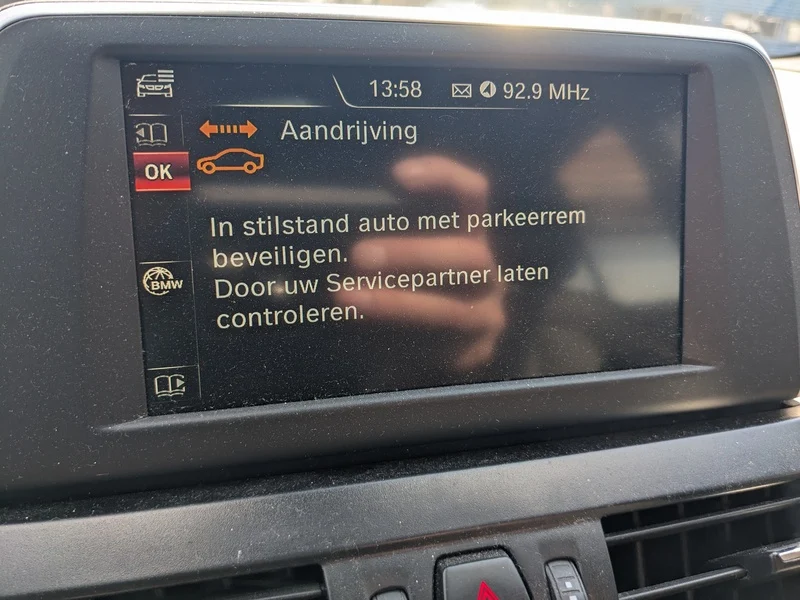 13:58 92.9 MHz
Aandrijving
OK
In stilstand auto met parkeerrem
beveiligen.
Door uw Servicepartner laten
controleren.
BMW